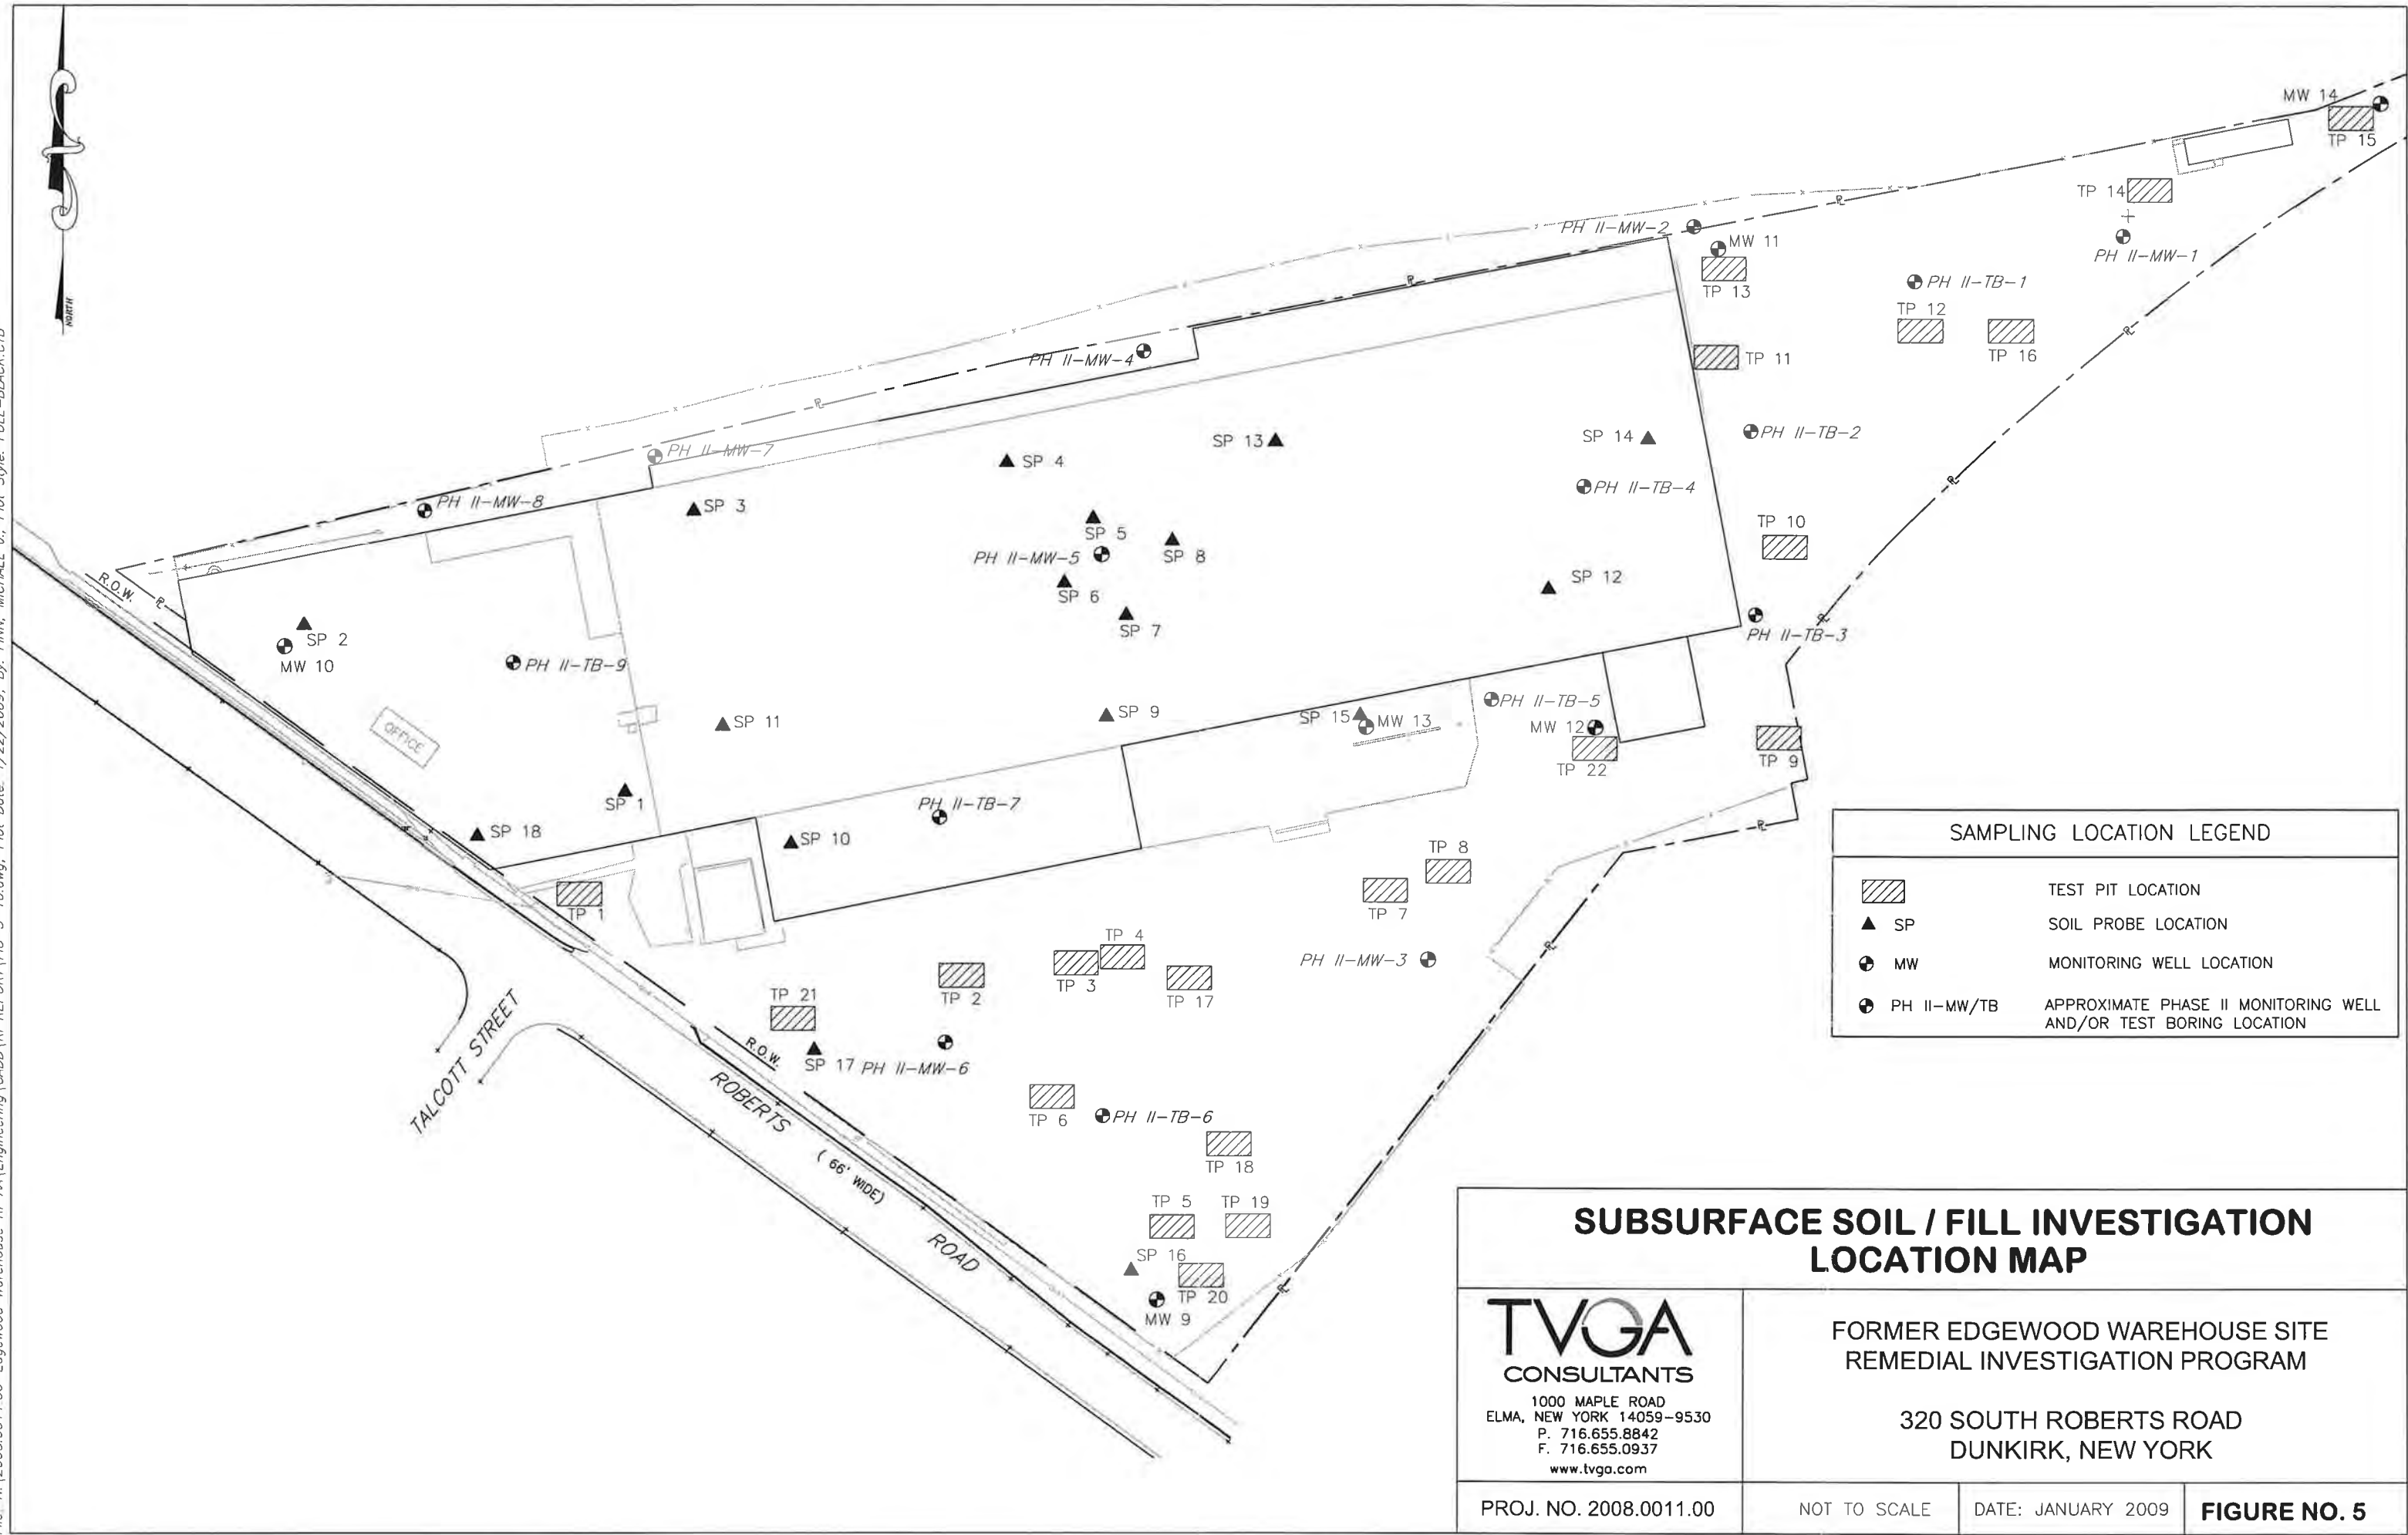 NORTH
MW 14
TP 15
TP 14
PH II-MW-1
PH II-MW-2
MW 11
TP 13
PH II-TB-1
TP 12
TP 16
TP 11
PH II-MW-4
PH II-TB-2
SP 13
SP 14
PH II-MW-7
SP 4
PH II-TB-4
PH II-MW-8
SP 3
SP 5
PH II-MW-5
SP 8
TP 10
SP 6
SP 12
SP 7
PH II-TB-3
R.O.W.
SP 2
MW 10
PH II-TB-9
OFFICE
SP 11
SP 9
SP 15
MW 13
PH II-TB-5
MW 12
TP 22
TP 9
SP 1
SP 18
PH II-TB-7
SP 10
TP 8
TP 7
TP 1
TP 4
TP 3
TP 17
TP 2
PH II-MW-3
TP 21
SP 17
PH II-MW-6
R.O.W.
TALCOTT STREET
ROBERTS
( 66' WIDE)
ROAD
TP 6
PH II-TB-6
TP 18
TP 5
TP 19
SP 16
TP 20
MW 9
SAMPLING LOCATION LEGEND
TEST PIT LOCATION
SP SOIL PROBE LOCATION
MW MONITORING WELL LOCATION
PH II-MW/TB APPROXIMATE PHASE II MONITORING WELL
AND/OR TEST BORING LOCATION
SUBSURFACE SOIL / FILL INVESTIGATION
LOCATION MAP
TVGA
CONSULTANTS
1000 MAPLE ROAD
ELMA, NEW YORK 14059-9530
P. 716.655.8842
F. 716.655.0937
www.tvga.com
FORMER EDGEWOOD WAREHOUSE SITE
REMEDIAL INVESTIGATION PROGRAM
320 SOUTH ROBERTS ROAD
DUNKIRK, NEW YORK
PROJ. NO. 2008.0011.00
NOT TO SCALE
DATE: JANUARY 2009
FIGURE NO. 5